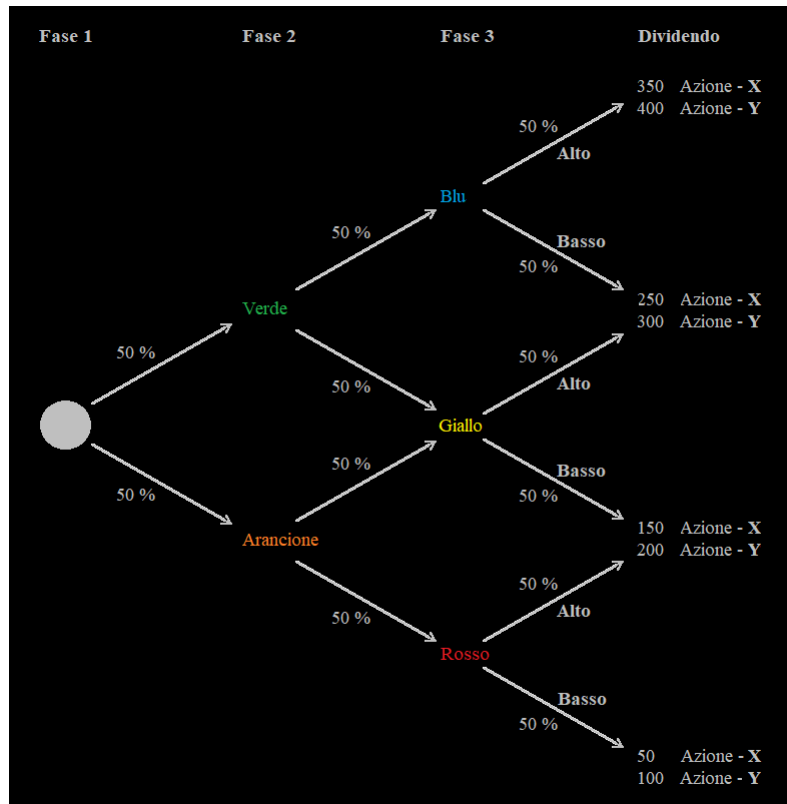 Fase 1 Fase 2 Fase 3 Dividendo
350 Azione - X
400 Azione - Y
50 %
Alto
Blu
50 %
Basso
50 %
250 Azione - X
300 Azione - Y
Verde
50 %
50 %
50 %
Alto
Giallo
50 %
Basso
50 %
50 %
150 Azione - X
200 Azione - Y
Arancione
50 %
50 %
Alto
Rosso
Basso
50 %
50 Azione - X
100 Azione - Y